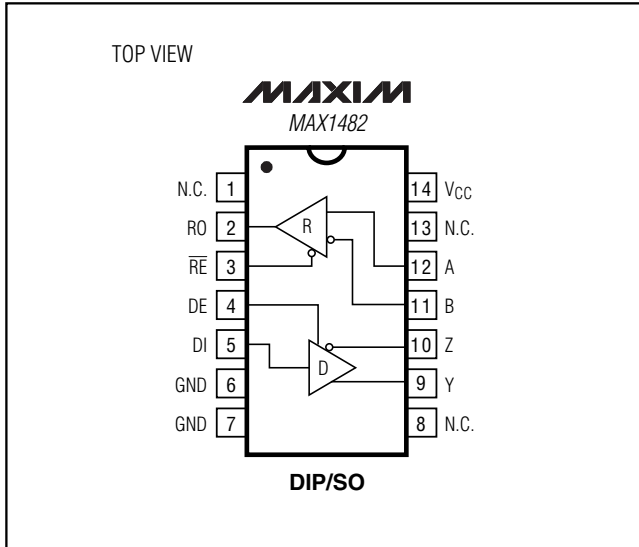 TOP VIEW
MAXIM
MAX1482
N.C. 1 14 VCC
RO 2 R 13 N.C.
RE 3 12 A
DE 4 11 B
DI 5 10 Z
GND 6 D 9 Y
GND 7 8 N.C.
DIP/SO